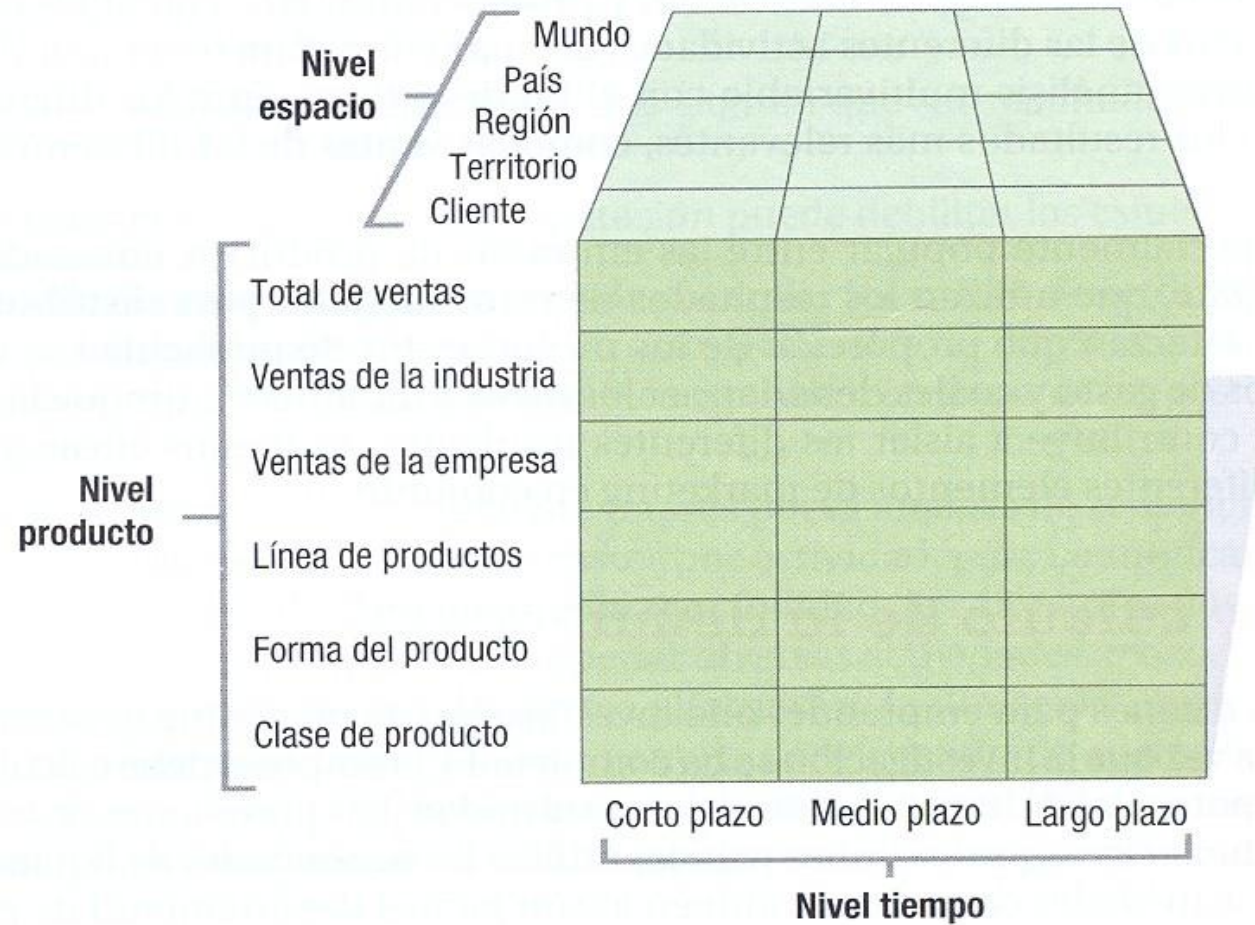 Mundo
Nivel
espacio
País
Región
Territorio
Cliente
Total de ventas
Ventas de la industria
Ventas de la empresa
Nivel
producto
Línea de productos
Forma del producto
Clase de producto
Corto plazo
Medio plazo
Largo plazo
Nivel tiempo